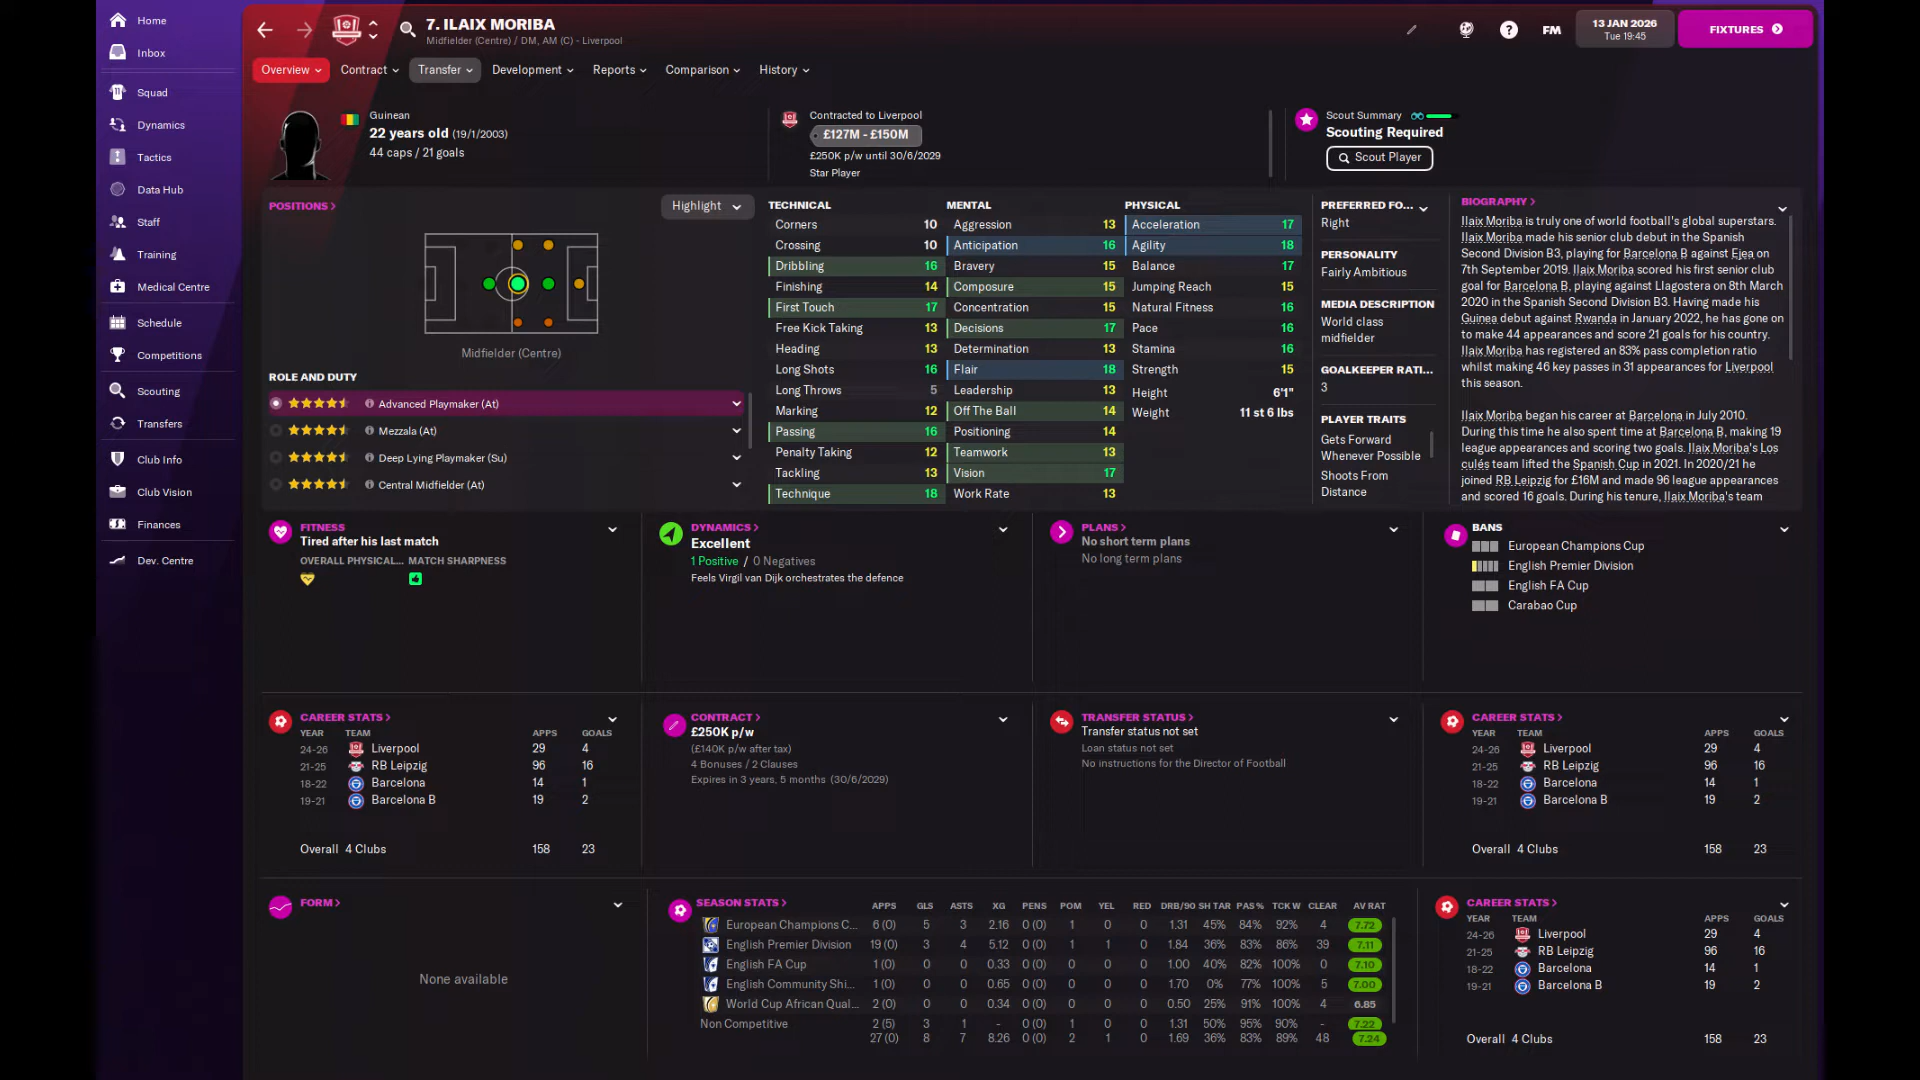 Home
Inbox
Squad
Dynamics
Tactics
Data Hub
Staff
Training
Medical Centre
Schedule
Competitions
Scouting
Transfers
Club Info
Club Vision
Finances
Dev. Centre
7. ILAIX MORIBA
Midfielder (Centre) / DM, AM (C) - Liverpool
?
FM
13 JAN 2026
Tue 19:45
FIXTURES
Overview Contract Transfer Development Reports Comparison History
Guinean
22 years old (19/1/2003)
44 caps / 21 goals
Contracted to Liverpool
£127M - £150M
£250K p/w until 30/6/2029
Star Player
Scout Summary
Scouting Required
Scout Player
POSITIONS
Highlight
Midfielder (Centre)
ROLE AND DUTY
Advanced Playmaker (At)
Mezzala (At)
Deep Lying Playmaker (Su)
Central Midfielder (At)
TECHNICAL
Corners 10
Crossing 10
Dribbling 16
Finishing 14
First Touch 17
Free Kick Taking 13
Heading 13
Long Shots 16
Long Throws 5
Marking 12
Passing 16
Penalty Taking 12
Tackling 13
Technique 18
MENTAL
Aggression 13
Anticipation 16
Bravery 15
Composure 15
Concentration 15
Decisions 17
Determination 13
Flair 18
Leadership 13
Off The Ball 14
Positioning 14
Teamwork 13
Vision 17
Work Rate 13
PHYSICAL
Acceleration 17
Agility 18
Balance 17
Jumping Reach 15
Natural Fitness 16
Pace 16
Stamina 16
Strength 15
Height 6'1"
Weight 11 st 6 lbs
PREFERRED FO...
Right
PERSONALITY
Fairly Ambitious
MEDIA DESCRIPTION
World class
midfielder
GOALKEEPER RATI...
3
PLAYER TRAITS
Gets Forward
Whenever Possible
Shoots From
Distance
BIOGRAPHY
Ilaix Moriba is truly one of world football's global superstars.
Ilaix Moriba made his senior club debut in the Spanish
Second Division B3, playing for Barcelona B against Ejea on
7th September 2019. Ilaix Moriba scored his first senior club
goal for Barcelona B, playing against Llagostera on 8th March
2020 in the Spanish Second Division B3. Having made his
Guinea debut against Rwanda in January 2022, he has gone on
to make 44 appearances and score 21 goals for his country.
Ilaix Moriba has registered an 83% pass completion ratio
whilst making 46 key passes in 31 appearances for Liverpool
this season.
Ilaix Moriba began his career at Barcelona in July 2010.
During this time he also spent time at Barcelona B, making 19
league appearances and scoring two goals. Ilaix Moriba's Los
culés team lifted the Spanish Cup in 2021. In 2020/21 he
joined RB Leipzig for £16M and made 96 league appearances
and scored 16 goals. During his tenure, Ilaix Moriba's team
FITNESS
Tired after his last match
OVERALL PHYSICAL... MATCH SHARPNESS
DYNAMICS
Excellent
1 Positive / 0 Negatives
Feels Virgil van Dijk orchestrates the defence
PLANS
No short term plans
No long term plans
BANS
European Champions Cup
English Premier Division
English FA Cup
Carabao Cup
CAREER STATS
YEAR TEAM APPS GOALS
24-26 Liverpool 29 4
21-25 RB Leipzig 96 16
18-22 Barcelona 14 1
19-21 Barcelona B 19 2
Overall 4 Clubs 158 23
CONTRACT
£250K p/w
(£140K p/w after tax)
4 Bonuses / 2 Clauses
Expires in 3 years, 5 months (30/6/2029)
TRANSFER STATUS
Transfer status not set
Loan status not set
No instructions for the Director of Football
CAREER STATS
YEAR TEAM APPS GOALS
24-26 Liverpool 29 4
21-25 RB Leipzig 96 16
18-22 Barcelona 14 1
19-21 Barcelona B 19 2
Overall 4 Clubs 158 23
FORM
None available
SEASON STATS APPS GLS ASTS XG PENS POM YEL RED DRB/90 SH TAR PAS % TCK W CLEAR AV RAT
European Champions C... 6 (0) 5 3 2.16 0 (0) 1 0 0 1.31 45% 84% 92% 4 7.72
English Premier Division 19 (0) 3 4 5.12 0 (0) 1 1 0 1.84 36% 83% 86% 39 7.11
English FA Cup 1 (0) 0 0 0.33 0 (0) 0 0 0 1.00 40% 82% 100% 0 7.10
English Community Shi... 1 (0) 0 0 0.65 0 (0) 0 0 0 1.70 0% 77% 100% 5 7.00
World Cup African Qual... 2 (0) 0 0 0.34 0 (0) 0 0 0 0.50 25% 91% 100% 4 6.85
Non Competitive 2 (5) 3 1 - 0 (0) 1 0 0 1.31 50% 95% 90% - 7.22
27 (0) 8 7 8.26 0 (0) 2 1 0 1.69 36% 83% 89% 48 7.24
CAREER STATS
YEAR TEAM APPS GOALS
24-26 Liverpool 29 4
21-25 RB Leipzig 96 16
18-22 Barcelona 14 1
19-21 Barcelona B 19 2
Overall 4 Clubs 158 23